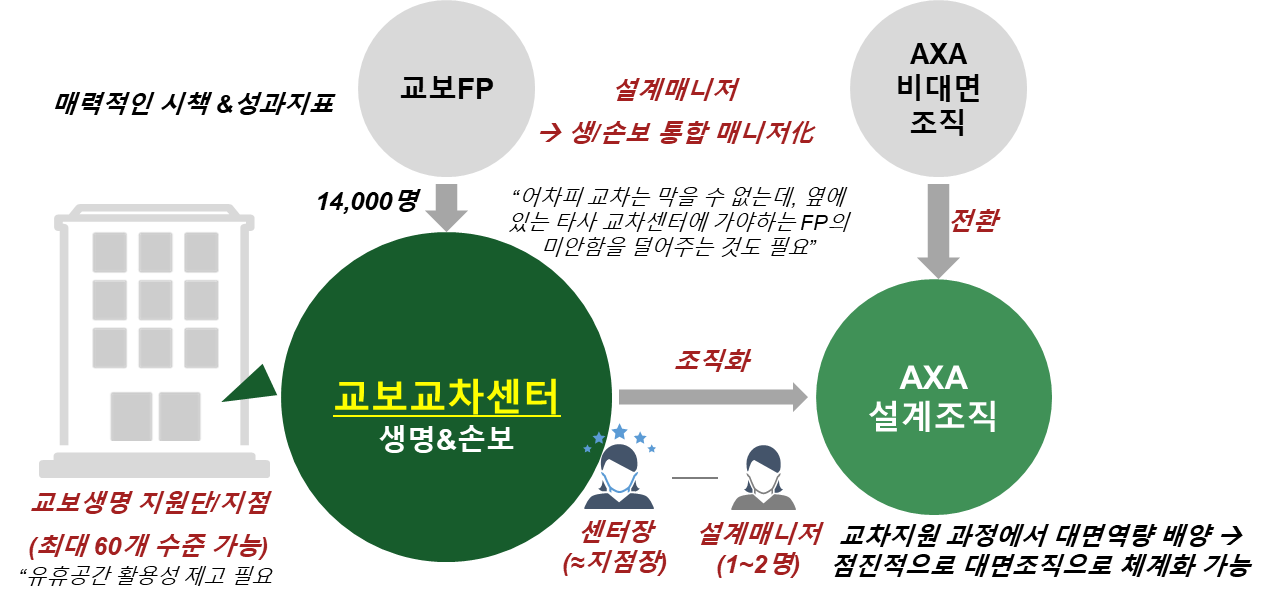 교보FP
AXA
비대면
조직
매력적인 시책 &성과지표
설계매니저
→ 생/손보 통합 매니저化
14,000명
“어차피 교차는 막을 수 없는데, 옆에
있는 타사 교차센터에 가야하는 FP의
미안함을 덜어주는 것도 필요”
전환
조직화
교보교차센터
생명&손보
AXA
설계조직
교보생명 지원단/지점
(최대 60개 수준 가능)
“유휴공간 활용성 제고 필요
센터장
(≈지점장)
설계매니저
(1~2명)
교차지원 과정에서 대면역량 배양 →
점진적으로 대면조직으로 체계화 가능